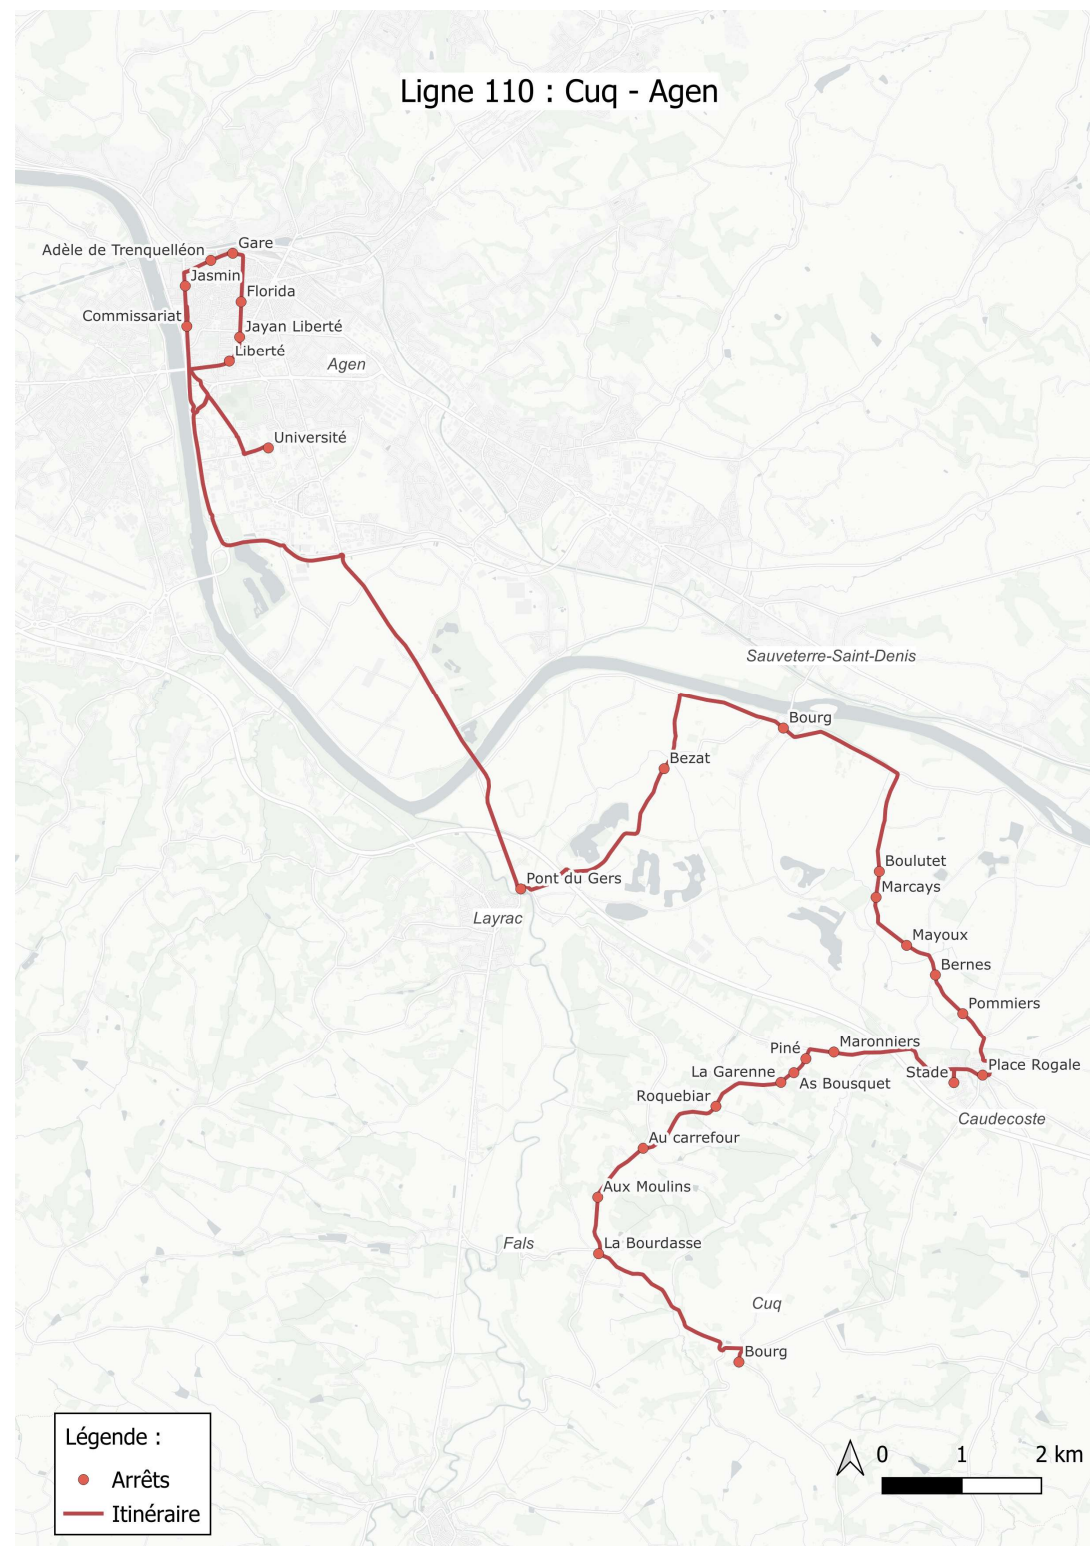 Ligne 110 : Cuq - Agen
Gare
Adèle de Trenquelléon
Jasmin
Florida
Commissariat
Jayan Liberté
Liberté
Agen
Université
Sauveterre-Saint-Denis
Bourg
Bezat
Boulutet
Pont du Gers
Marcays
Layrac
Mayoux
Bernes
Pommiers
Maronniers
Piné
Place Rogale
La Garenne
Stade
As Bousquet
Roquebiar
Caudecoste
Au carrefour
Aux Moulins
Fals
La Bourdasse
Cuq
Bourg
Légende :
Arrêts
Itinéraire
0 1 2 km